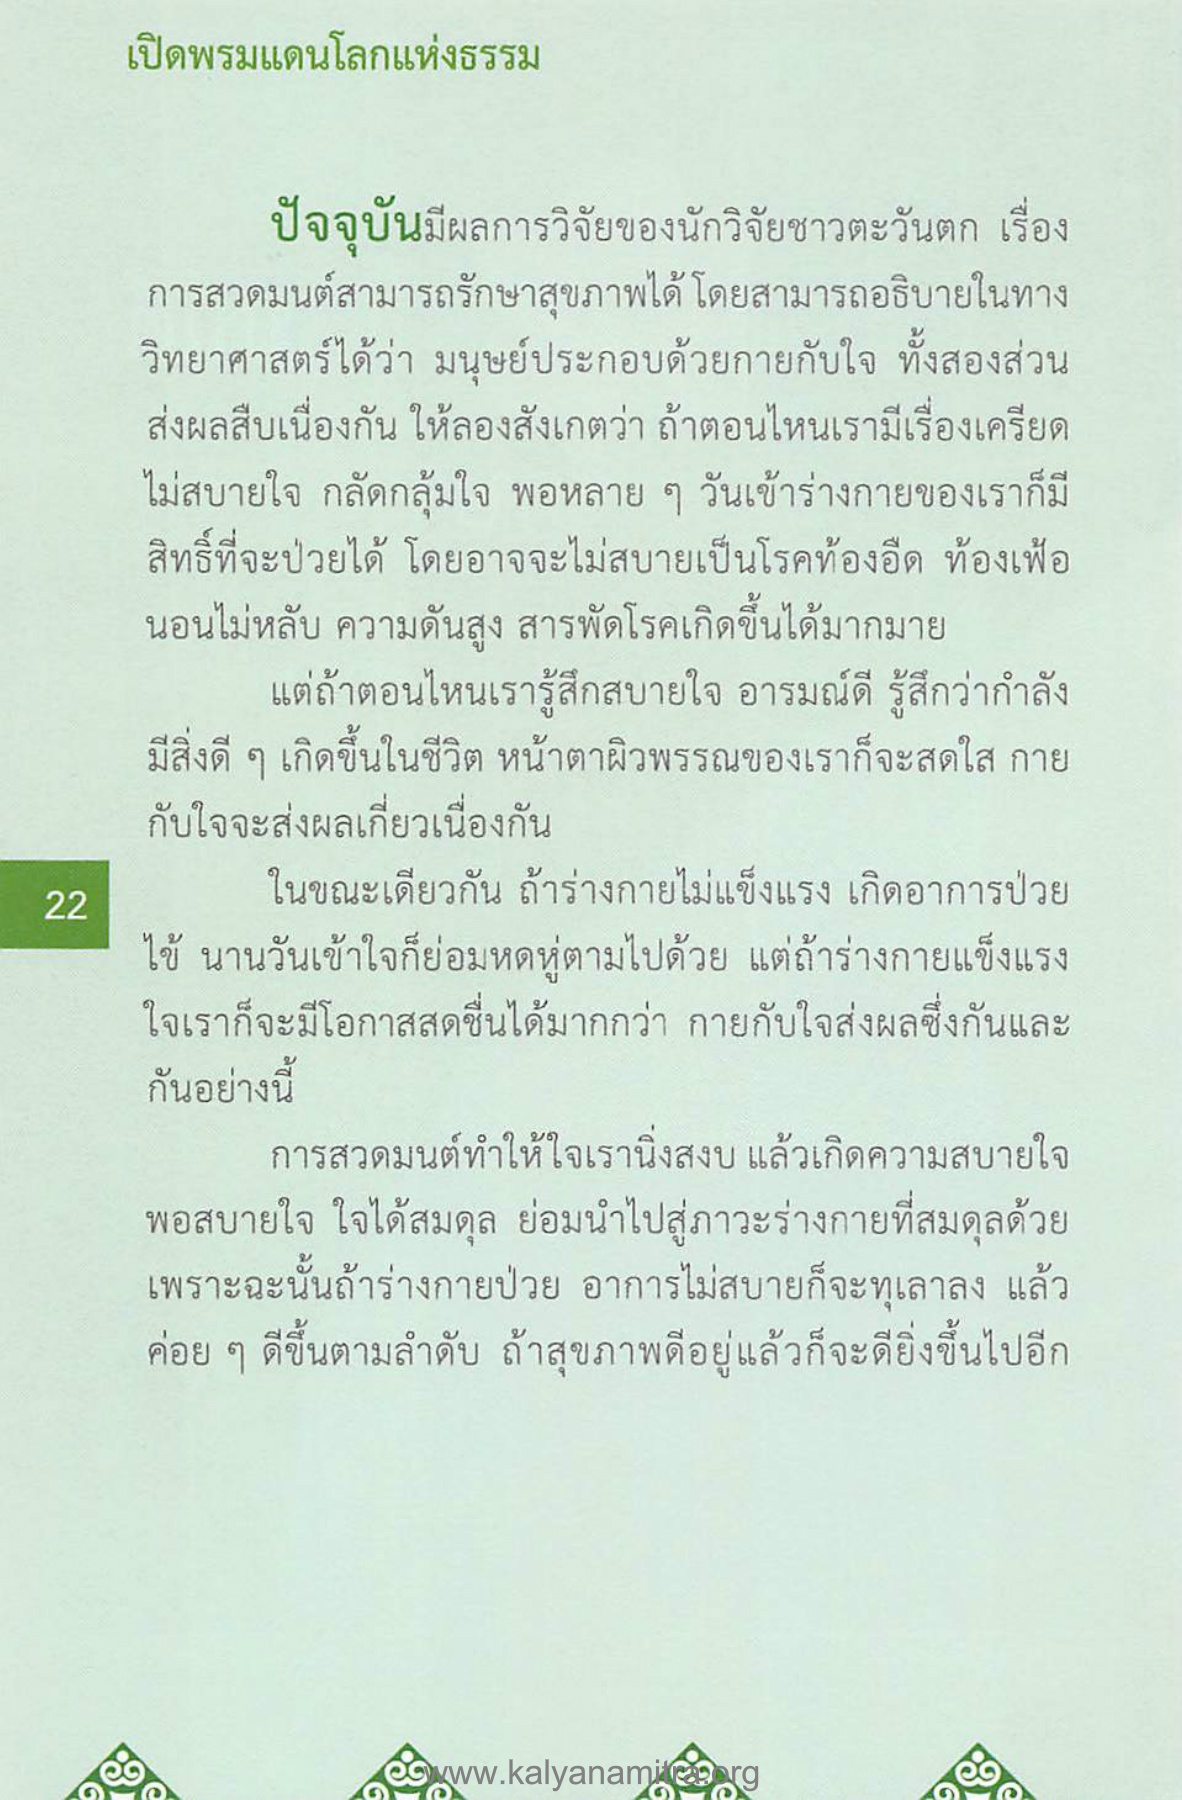 เปิดพรมแดนโลกแห่งธรรม
ปัจจุบันมีผลการวิจัยของนักวิจัยชาวตะวันตก เรื่อง
การสวดมนต์สามารถรักษาสุขภาพได้ โดยสามารถอธิบายในทาง
วิทยาศาสตร์ได้ว่า มนุษย์ประกอบด้วยกายกับใจ ทั้งสองส่วน
ส่งผลสืบเนื่องกัน ให้ลองสังเกตว่า ถ้าตอนไหนเรามีเรื่องเครียด
ไม่สบายใจ กลัดกลุ้มใจ พอหลาย ๆ วันเข้าร่างกายของเราก็มี
สิทธิ์ที่จะป่วยได้ โดยอาจจะไม่สบายเป็นโรคท้องอืด ท้องเฟ้อ
นอนไม่หลับ ความดันสูง สารพัดโรคเกิดขึ้นได้มากมาย
แต่ถ้าตอนไหนเรารู้สึกสบายใจ อารมณ์ดี รู้สึกว่ากำลัง
มีสิ่งดี ๆ เกิดขึ้นในชีวิต หน้าตาผิวพรรณของเราก็จะสดใส กาย
กับใจจะส่งผลเกี่ยวเนื่องกัน
ในขณะเดียวกัน ถ้าร่างกายไม่แข็งแรง เกิดอาการป่วย
22
ไข้ นานวันเข้าใจก็ย่อมหดหู่ตามไปด้วย แต่ถ้าร่างกายแข็งแรง
ใจเราก็จะมีโอกาสสดชื่นได้มากกว่า กายกับใจส่งผลซึ่งกันและ
กันอย่างนี้
การสวดมนต์ทำให้ใจเรานิ่งสงบ แล้วเกิดความสบายใจ
พอสบายใจ ใจได้สมดุล ย่อมนำไปสู่ภาวะร่างกายที่สมดุลด้วย
เพราะฉะนั้นถ้าร่างกายป่วย อาการไม่สบายก็จะทุเลาลง แล้ว
ค่อย ๆ ดีขึ้นตามลำดับ ถ้าสุขภาพดีอยู่แล้วก็จะดียิ่งขึ้นไปอีก
www.kalyanamitra.org